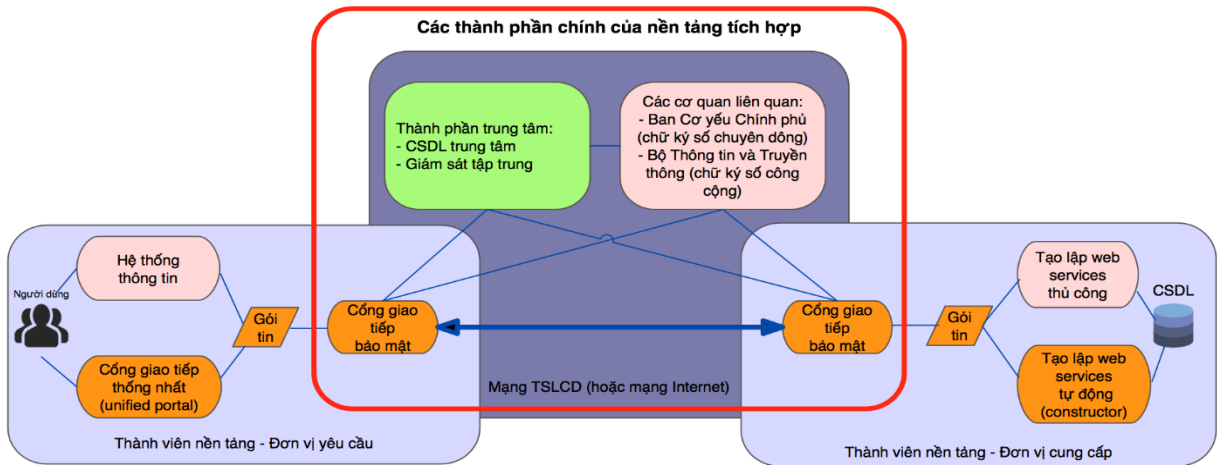 Các thành phần chính của nền tảng tích hợp
Thành phần trung tâm:
- CSDL trung tâm
- Giám sát tập trung
Các cơ quan liên quan:
- Ban Cơ yếu Chính phủ
(chữ ký số chuyên dông)
- Bộ Thông tin và Truyền
thông (chữ ký số công
cộng)
Người dùng
Hệ thống
thông tin
Cổng giao tiếp
thống nhất
(unified portal)
Gói
tin
Cổng giao
tiếp
bảo mật
Mạng TSLCD (hoặc mạng Internet)
Cổng giao
tiếp
bảo mật
Gói
tin
Tạo lập web
services
thủ công
Tạo lập web
services
tự động
(constructor)
CSDL
Thành viên nền tảng - Đơn vị yêu cầu
Thành viên nền tảng - Đơn vị cung cấp